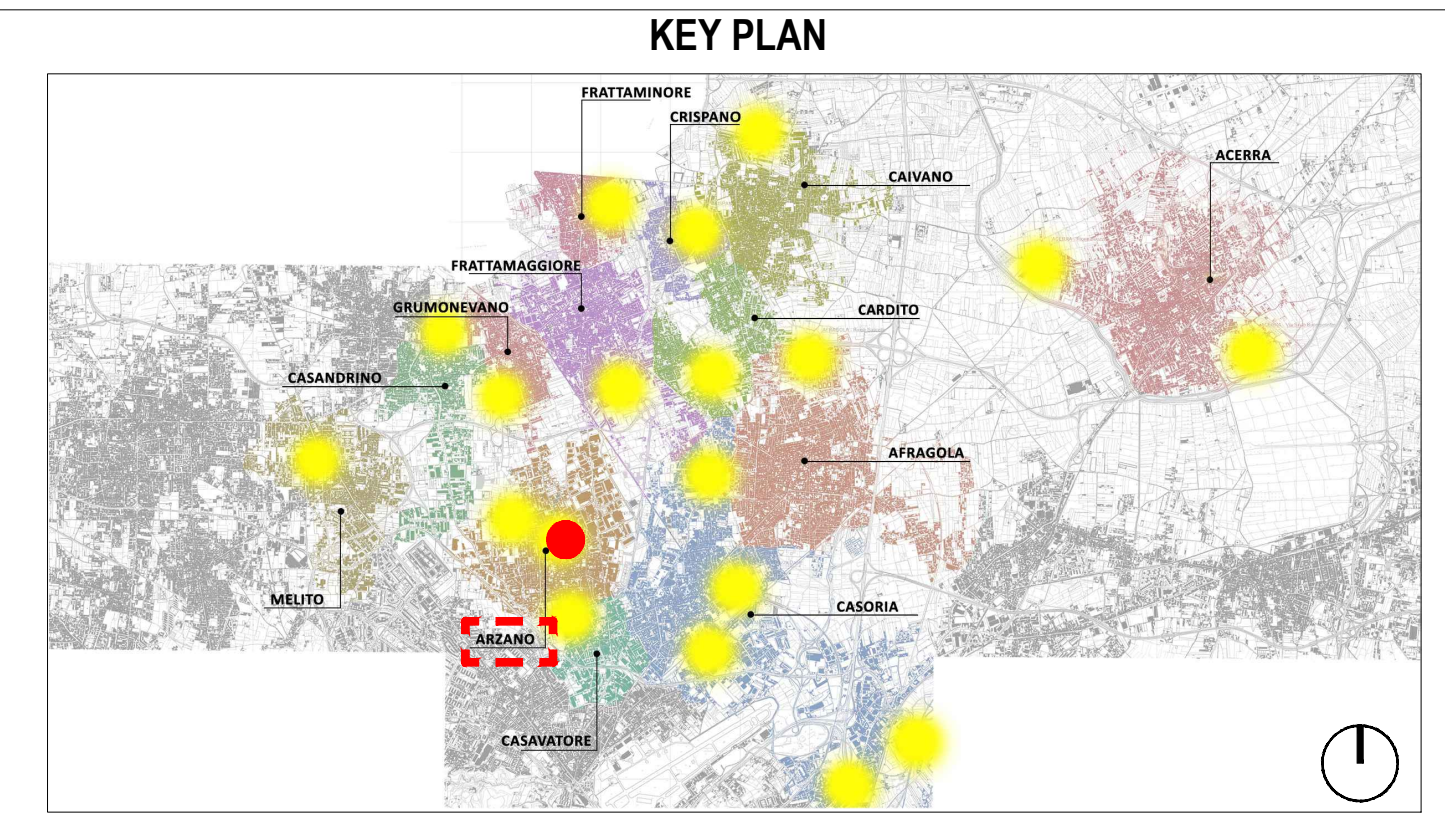 KEY PLAN
FRATTAMINORE
CRISPANO
ACERRA
CAIVANO
FRATTAMAGGIORE
GRUMONEVANO
CARDITO
CASANDRINO
AFRAGOLA
MELITO
CASORIA
ARZANO
CASAVATORE